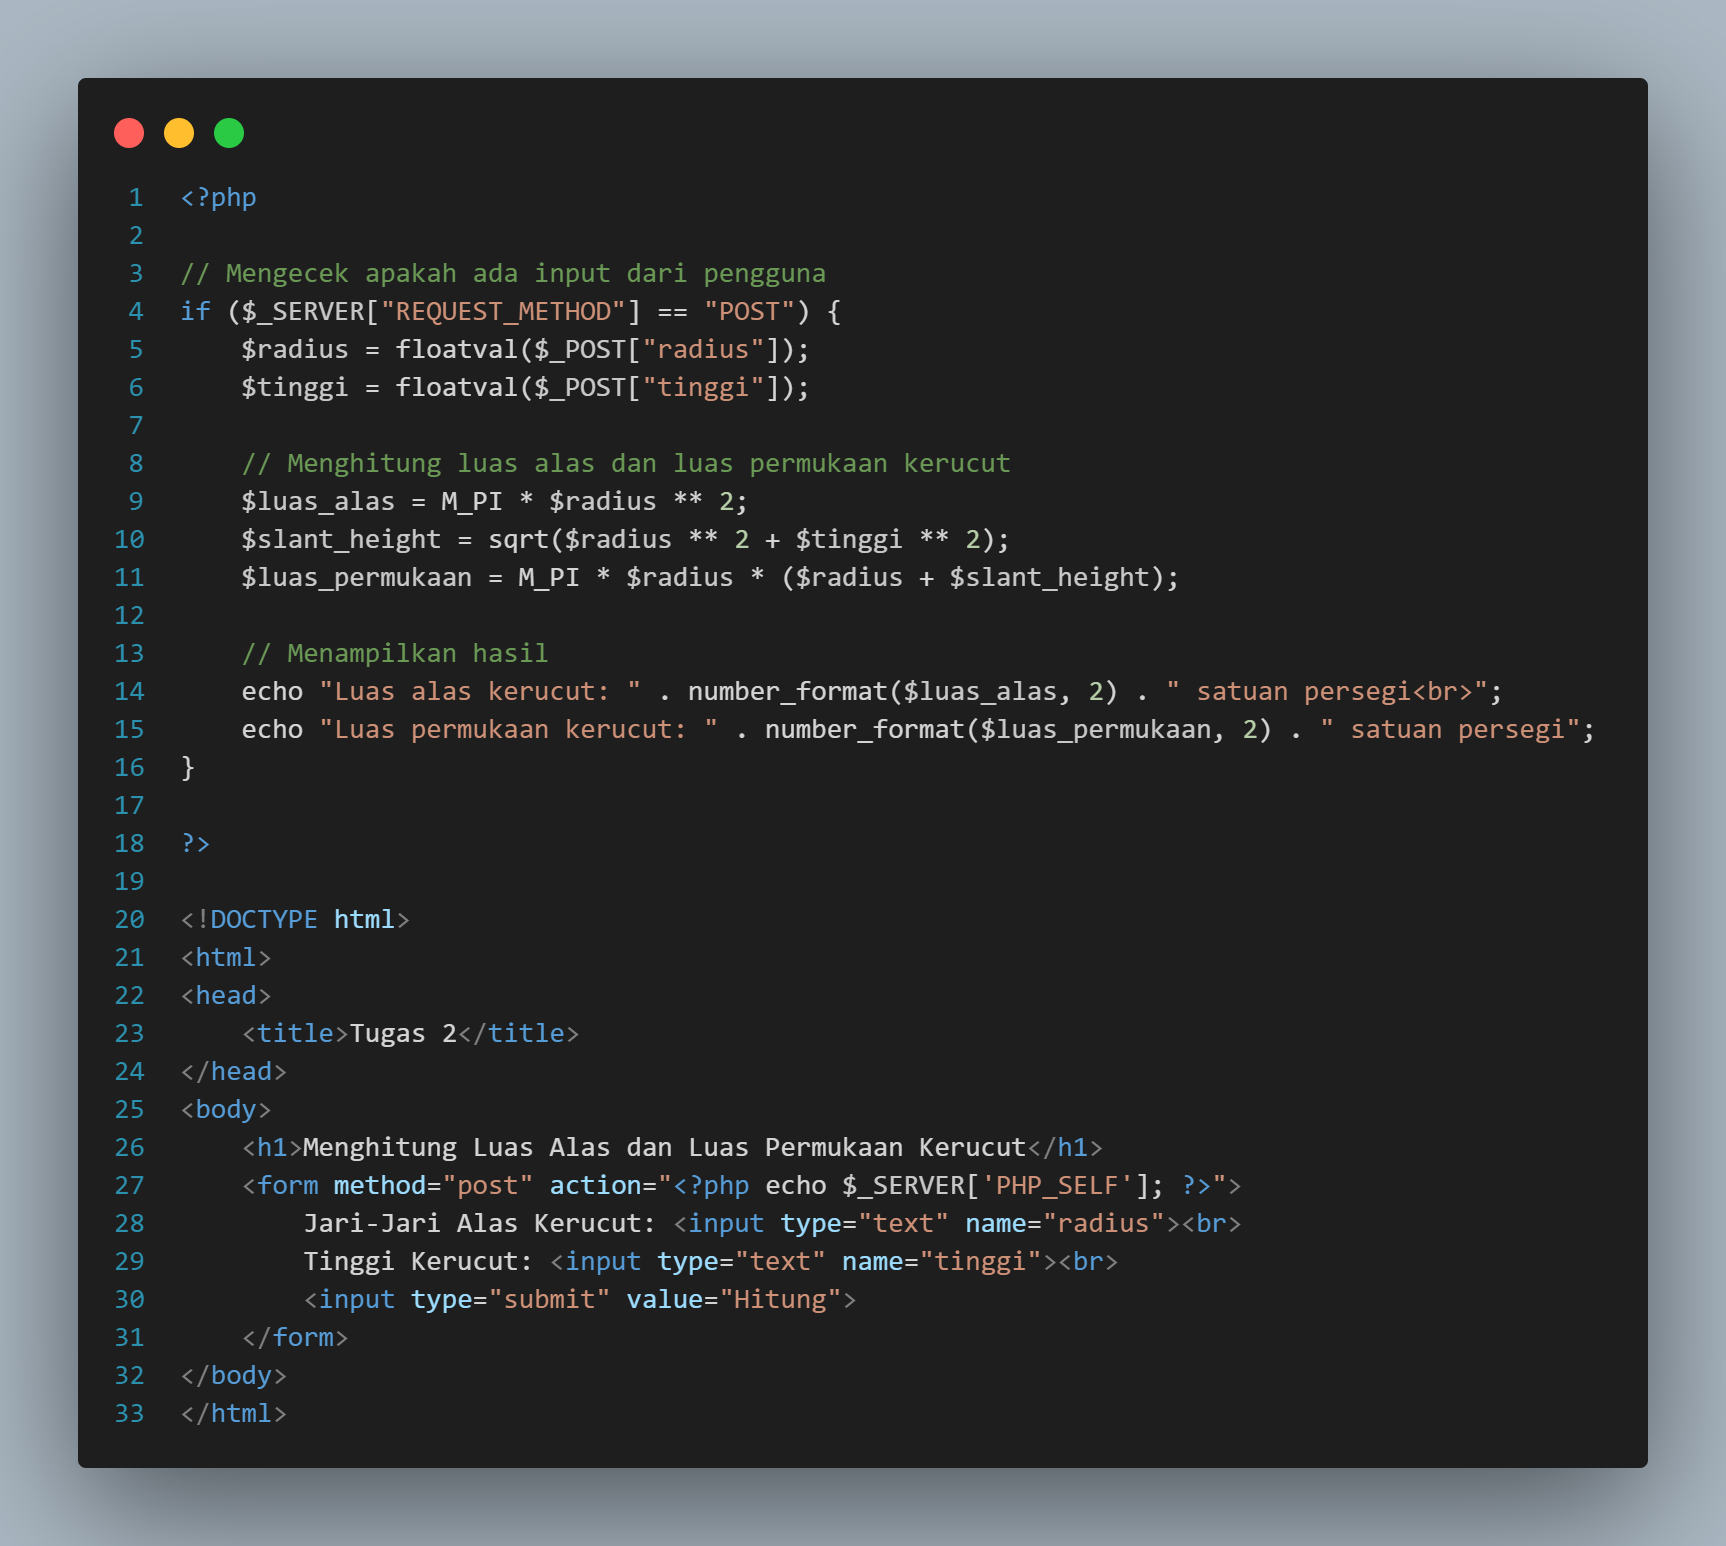 1 <?php
2
3 // Mengecek apakah ada input dari pengguna
4 if ($_SERVER["REQUEST_METHOD"] == "POST") {
5     $radius = floatval($_POST["radius"]);
6     $tinggi = floatval($_POST["tinggi"]);
7
8     // Menghitung luas alas dan luas permukaan kerucut
9     $luas_alas = M_PI * $radius ** 2;
10     $slant_height = sqrt($radius ** 2 + $tinggi ** 2);
11     $luas_permukaan = M_PI * $radius * ($radius + $slant_height);
12
13     // Menampilkan hasil
14     echo "Luas alas kerucut: " . number_format($luas_alas, 2) . " satuan persegi<br>";
15     echo "Luas permukaan kerucut: " . number_format($luas_permukaan, 2) . " satuan persegi";
16 }
17
18 ?>
19
20 <!DOCTYPE html>
21 <html>
22 <head>
23     <title>Tugas 2</title>
24 </head>
25 <body>
26     <h1>Menghitung Luas Alas dan Luas Permukaan Kerucut</h1>
27     <form method="post" action="<?php echo $_SERVER['PHP_SELF']; ?>">
28         Jari-Jari Alas Kerucut: <input type="text" name="radius"><br>
29         Tinggi Kerucut: <input type="text" name="tinggi"><br>
30         <input type="submit" value="Hitung">
31     </form>
32 </body>
33 </html>